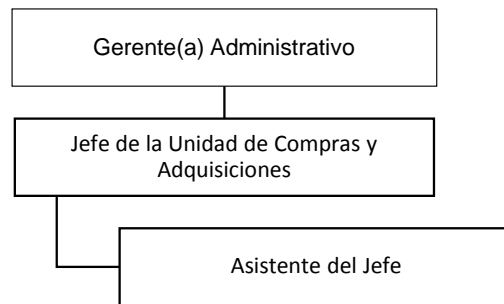 Gerente(a) Administrativo
Jefe de la Unidad de Compras y
Adquisiciones
Asistente del Jefe